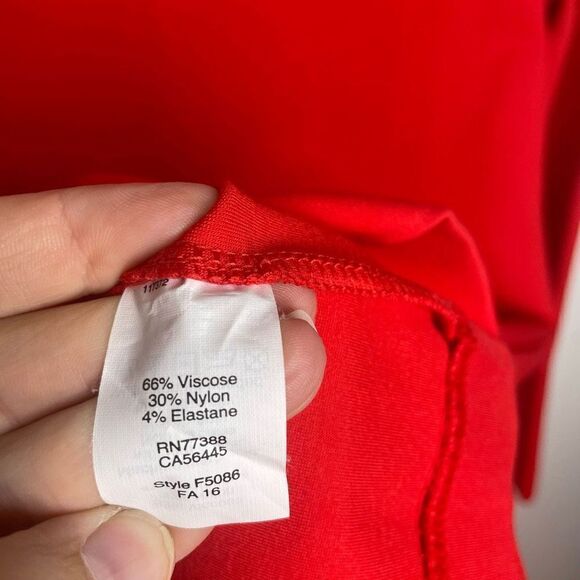 66% Viscose
30% Nylon
4% Elastane
RN77388
CA56445
Style F5086
FA 16